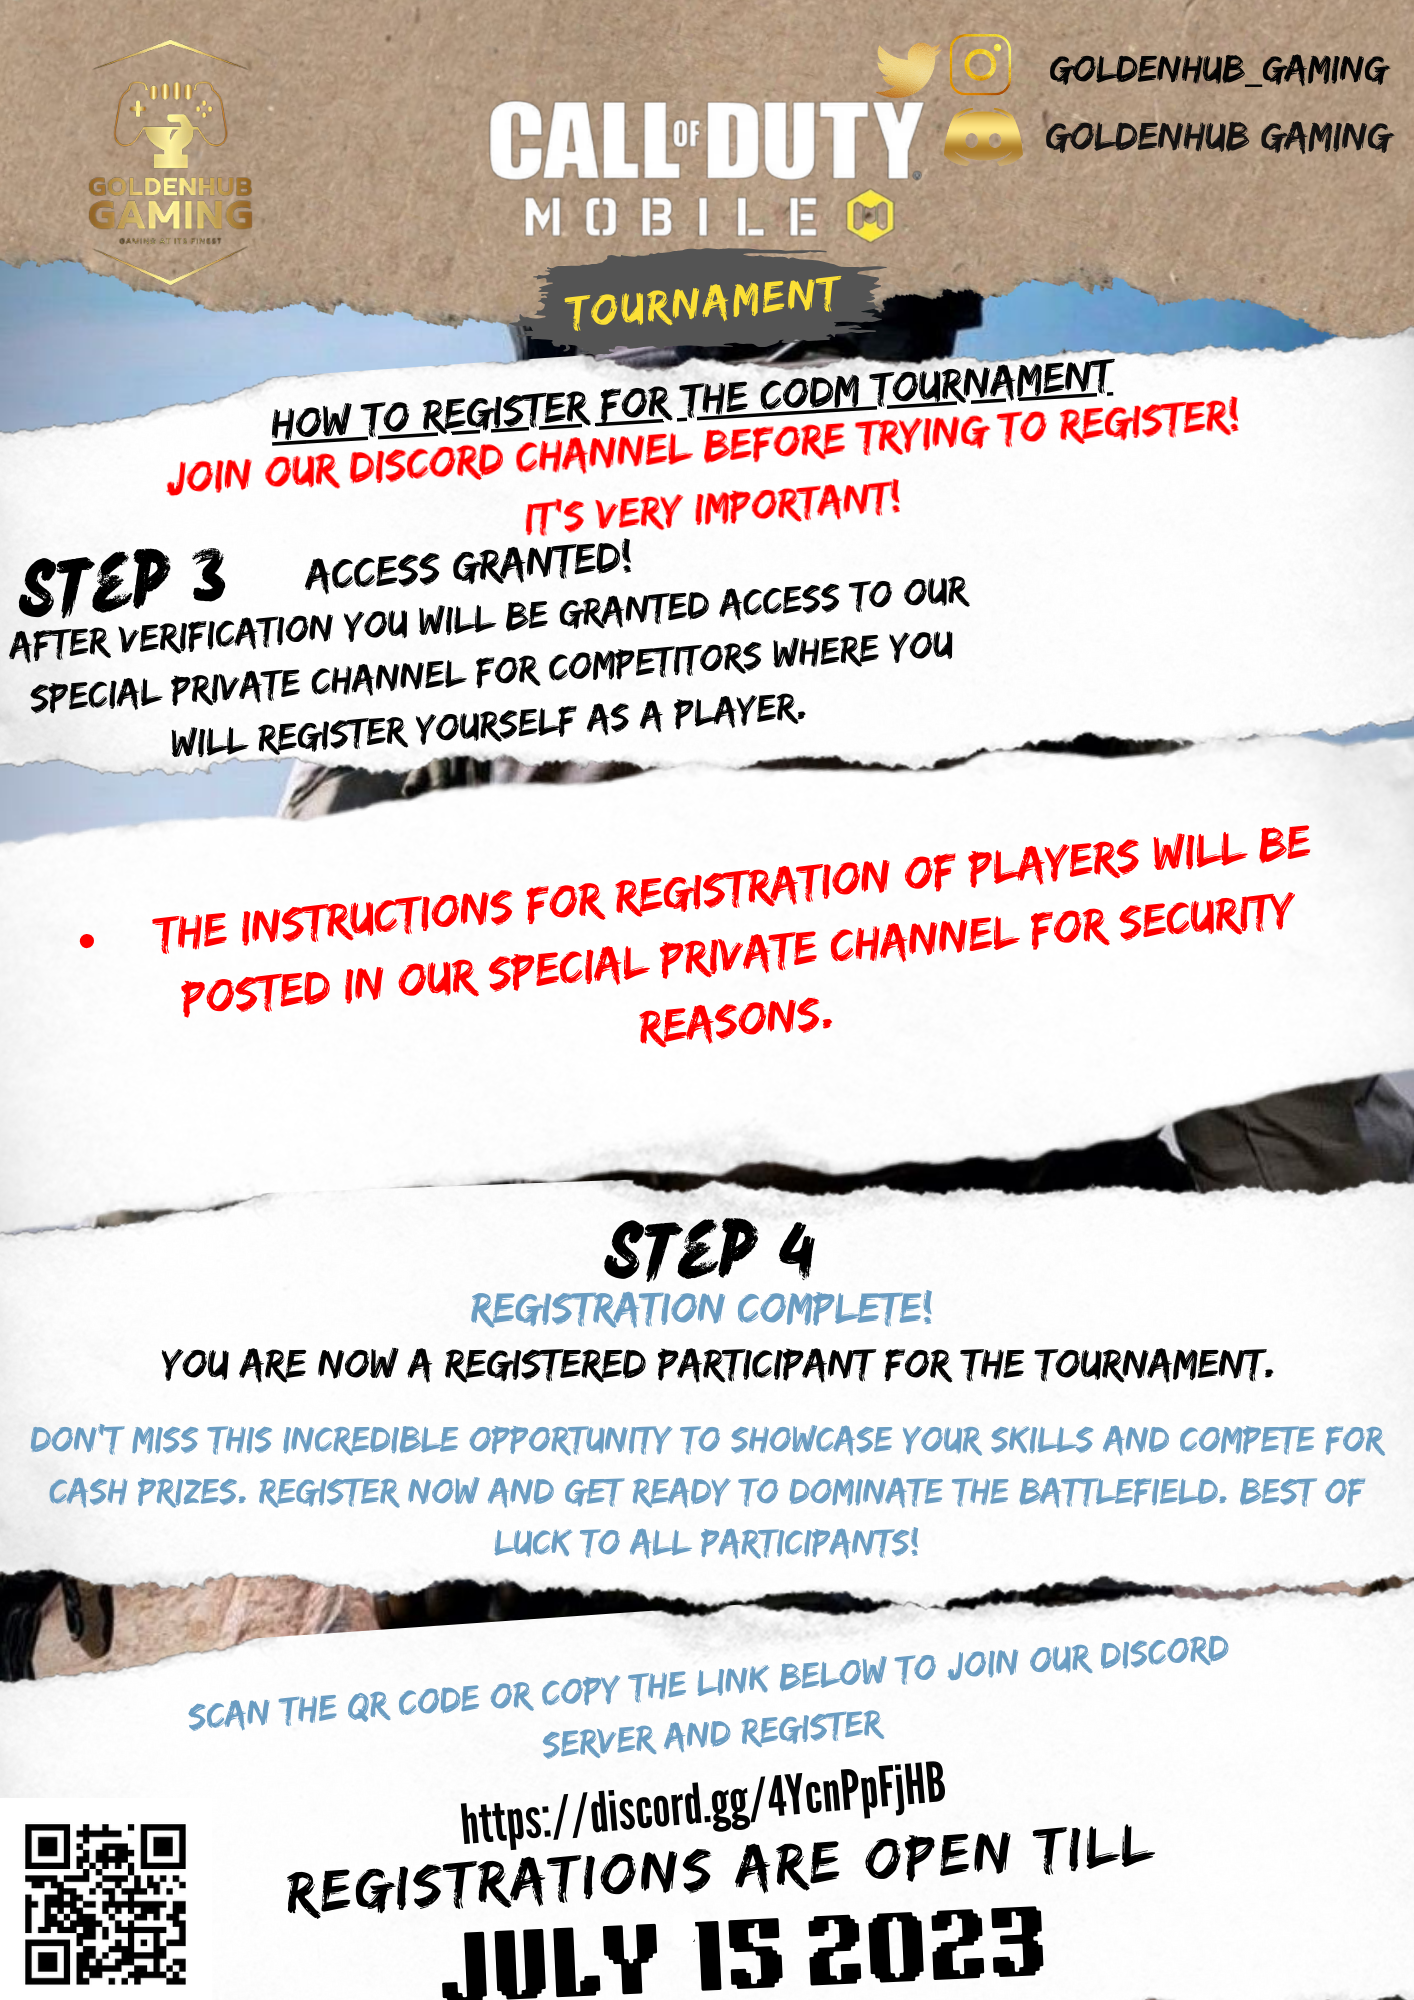 GOLDENHUB
GAMING
GAMING AT ITS FINEST
GOLDENHUB_GAMING
GOLDENHUB GAMING
CALL OF DUTY
MOBILE
TOURNAMENT
HOW TO REGISTER FOR THE CODM TOURNAMENT
JOIN OUR DISCORD CHANNEL BEFORE TRYING TO REGISTER!
IT'S VERY IMPORTANT!
STEP 3 ACCESS GRANTED!
AFTER VERIFICATION YOU WILL BE GRANTED ACCESS TO OUR
SPECIAL PRIVATE CHANNEL FOR COMPETITORS WHERE YOU
WILL REGISTER YOURSELF AS A PLAYER.
• THE INSTRUCTIONS FOR REGISTRATION OF PLAYERS WILL BE
POSTED IN OUR SPECIAL PRIVATE CHANNEL FOR SECURITY
REASONS.
STEP 4
REGISTRATION COMPLETE!
YOU ARE NOW A REGISTERED PARTICIPANT FOR THE TOURNAMENT.
DON'T MISS THIS INCREDIBLE OPPORTUNITY TO SHOWCASE YOUR SKILLS AND COMPETE FOR
CASH PRIZES. REGISTER NOW AND GET READY TO DOMINATE THE BATTLEFIELD. BEST OF
LUCK TO ALL PARTICIPANTS!
SCAN THE QR CODE OR COPY THE LINK BELOW TO JOIN OUR DISCORD
SERVER AND REGISTER
https://discord.gg/4YcnPpFjHB
REGISTRATIONS ARE OPEN TILL
JULY 15 2023